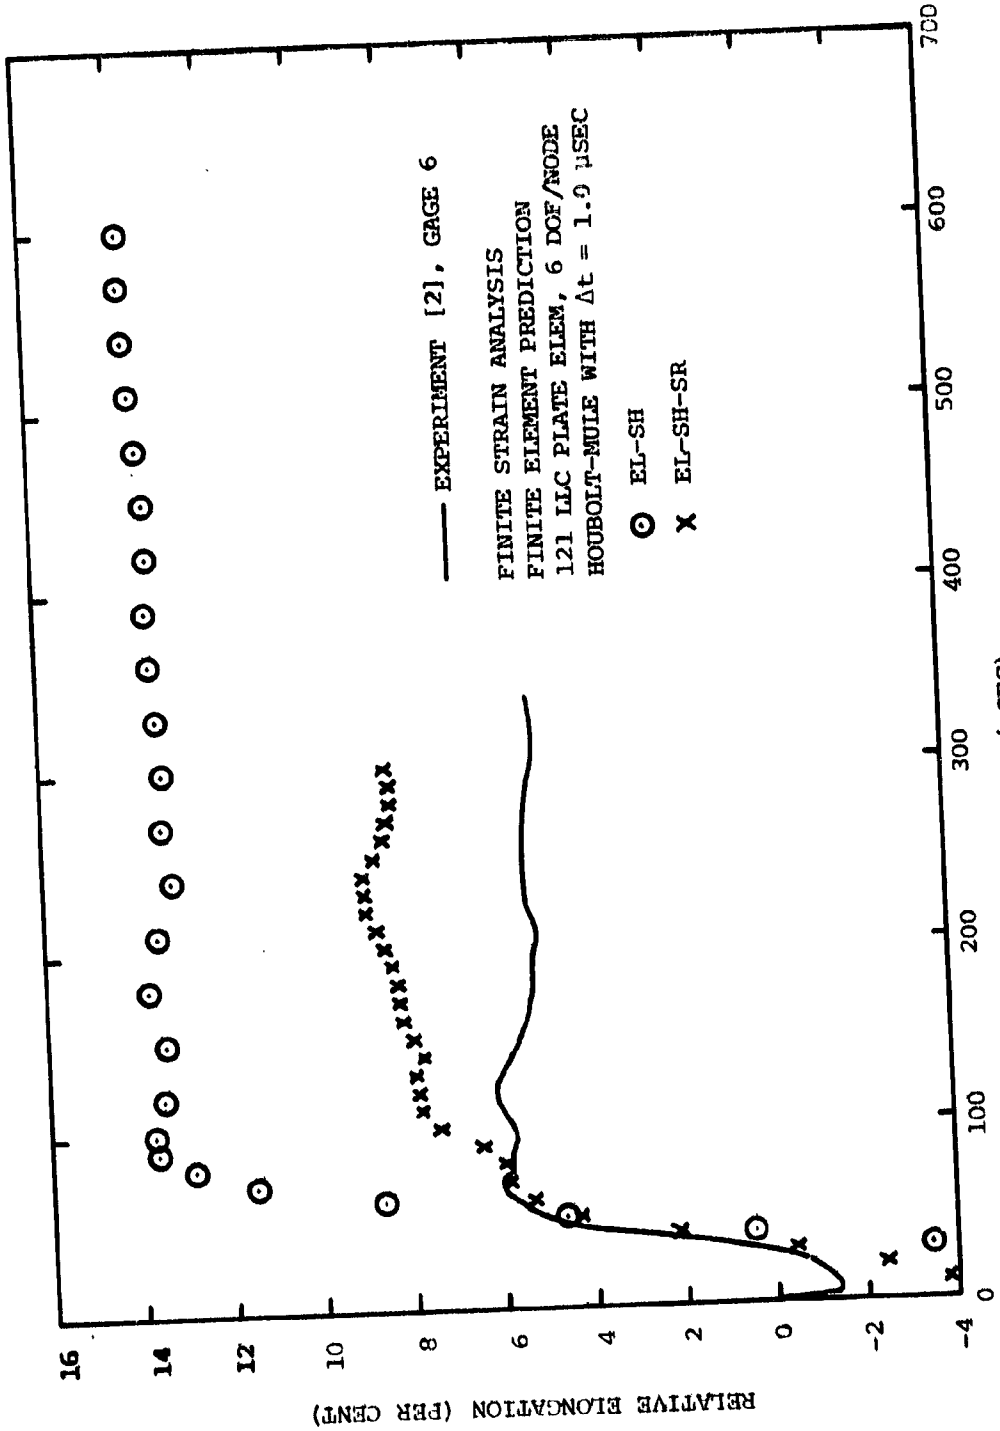 EXPERIMENT [2], GAGE 6
FINITE STRAIN ANALYSIS
FINITE ELEMENT PREDICTION
121 LLC PLATE ELEM, 6 DOF/NODE
HOUBOLT-MULE WITH Δt = 1.9 μSEC
EL-SH
EL-SH-SR
RELATIVE ELONGATION (PER CENT)
16
14
12
10
8
6
4
2
0
-2
-4
0
100
200
300
400
500
600
700